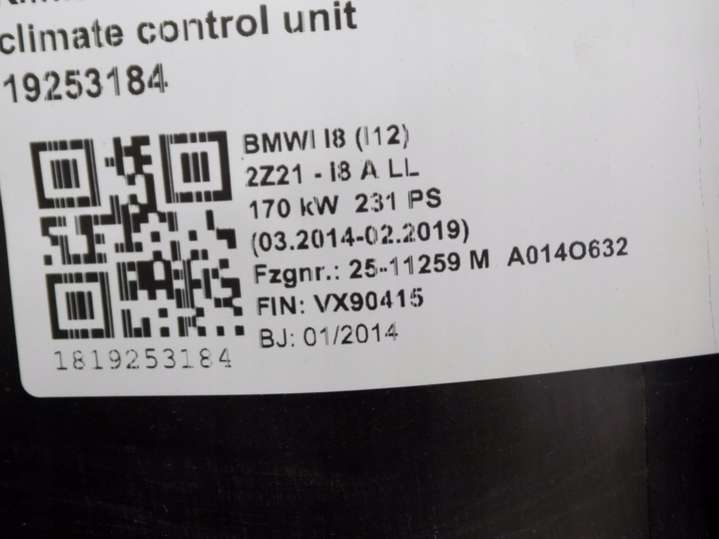 climate control unit
19253184
BMWI I8 (I12)
2Z21 - I8 A LL
170 kW 231 PS
(03.2014-02.2019)
Fzgnr.: 25-11259 M A014O632
FIN: VX90415
BJ: 01/2014
1819253184